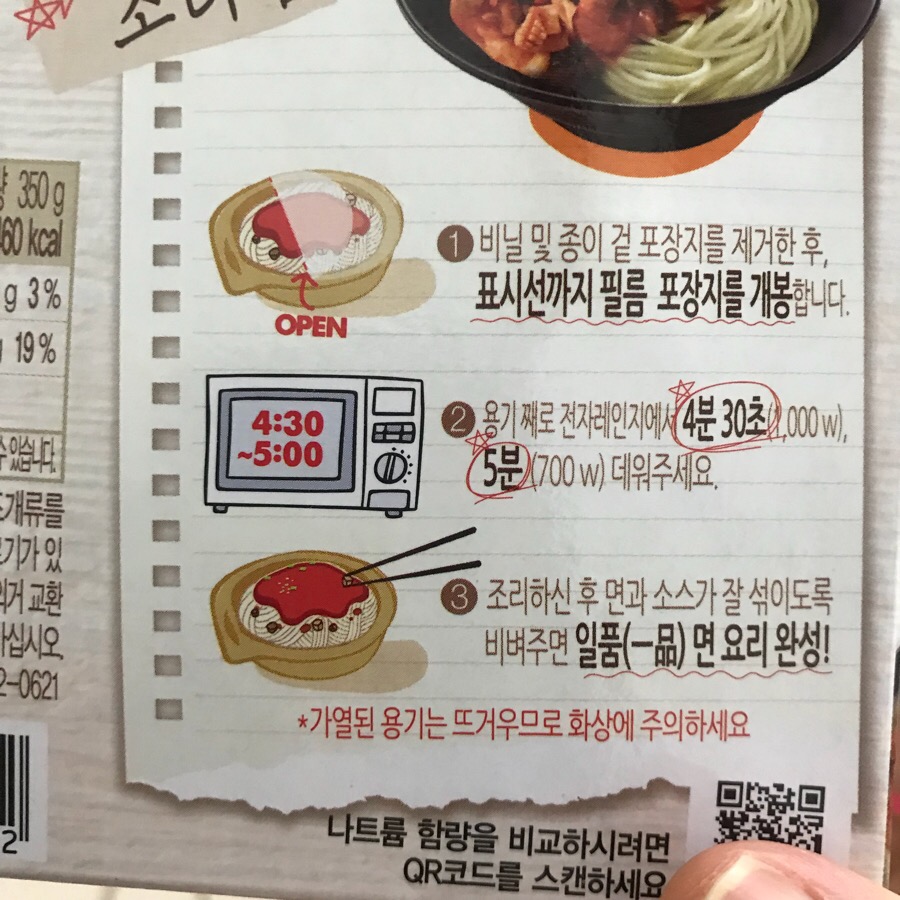 350 g
60 kcal
g 3 %
19 %
수 있습니다.
조개류를
기가 있
의거 교환
하십시오.
2-0621
OPEN
1 비닐 및 종이 겉 포장지를 제거한 후,
표시선까지 필름 포장지를 개봉합니다.
4:30
~5:00
2 용기 째로 전자레인지에서 4분 30초(1,000 w),
5분(700 w) 데워주세요.
3 조리하신 후 면과 소스가 잘 섞이도록
비벼주면 일품(一品) 면 요리 완성!
*가열된 용기는 뜨거우므로 화상에 주의하세요
나트륨 함량을 비교하시려면
QR코드를 스캔하세요
2